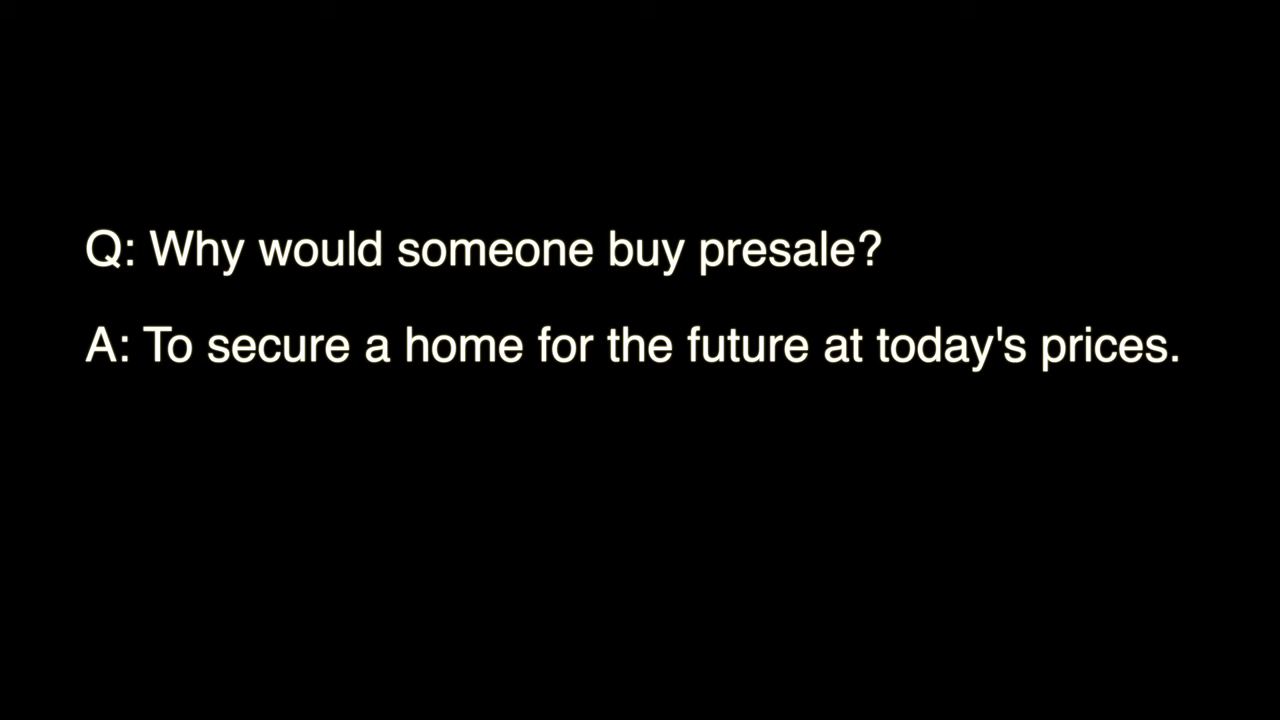 Q: Why would someone buy presale?
A: To secure a home for the future at today's prices.